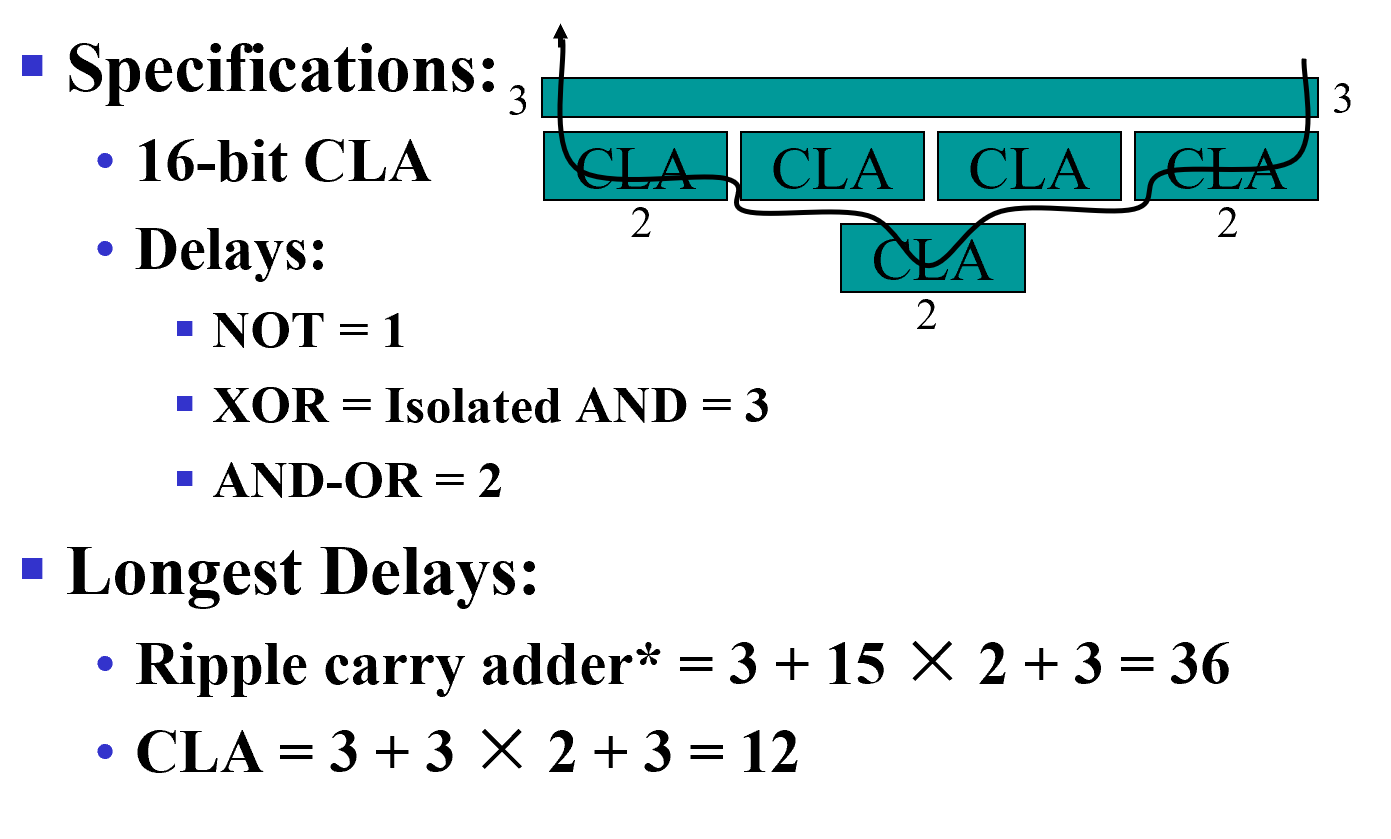 ▪ Specifications:
• 16-bit CLA
• Delays:
▪ NOT = 1
▪ XOR = Isolated AND = 3
▪ AND-OR = 2
3 3
CLA CLA CLA CLA
2 2
CLA
2
▪ Longest Delays:
• Ripple carry adder* = 3 + 15 × 2 + 3 = 36
• CLA = 3 + 3 × 2 + 3 = 12